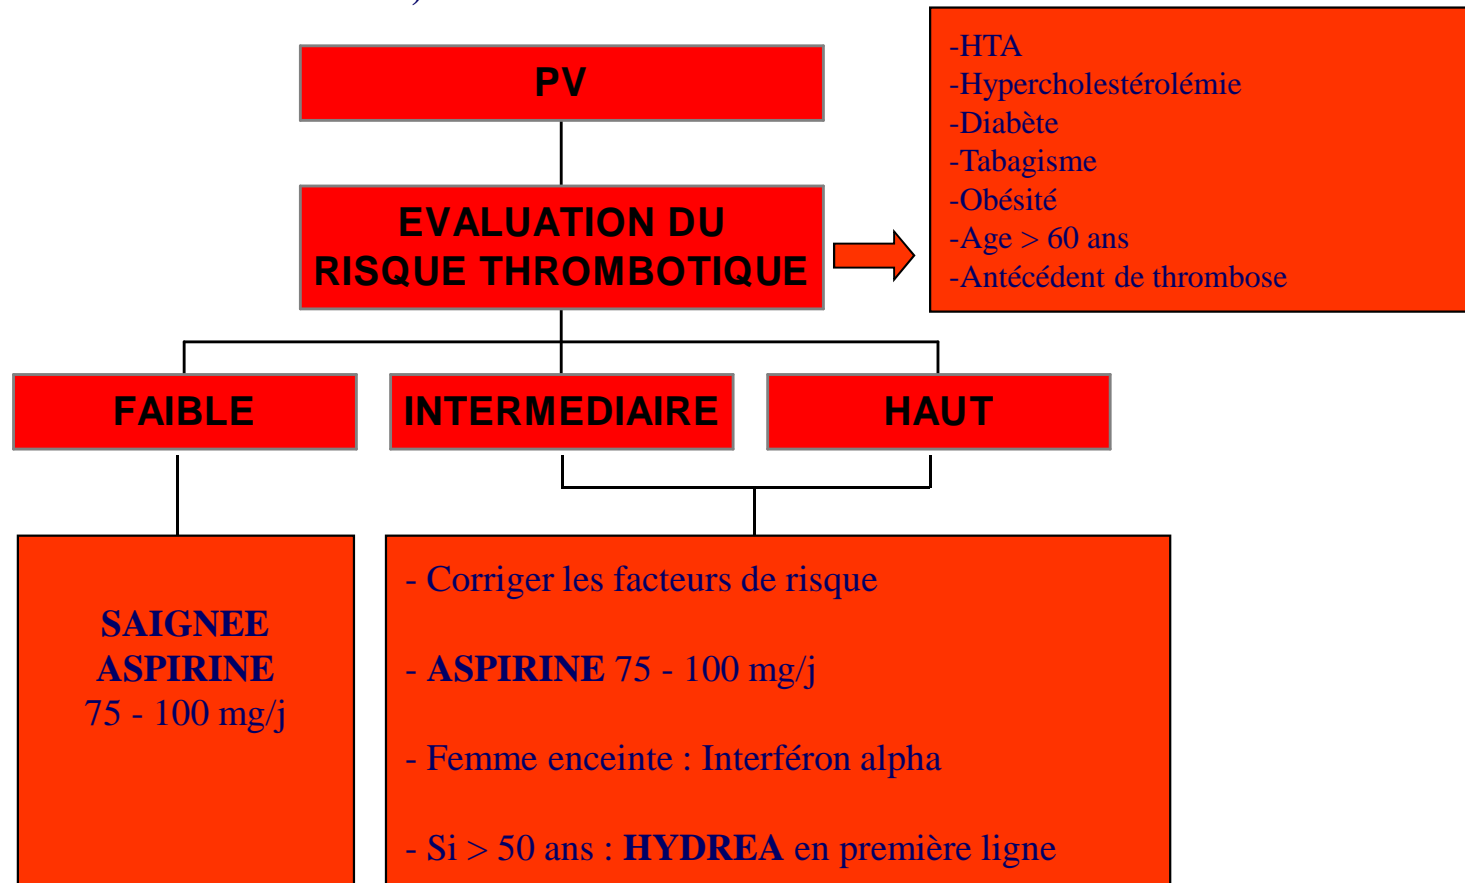 )
PV
-HTA
-Hypercholestérolémie
-Diabète
-Tabagisme
-Obésité
-Age > 60 ans
-Antécédent de thrombose
EVALUATION DU
RISQUE THROMBOTIQUE
FAIBLE
INTERMEDIAIRE
HAUT
SAIGNEE
ASPIRINE
75 - 100 mg/j
- Corriger les facteurs de risque
- ASPIRINE 75 - 100 mg/j
- Femme enceinte : Interféron alpha
- Si > 50 ans : HYDREA en première ligne